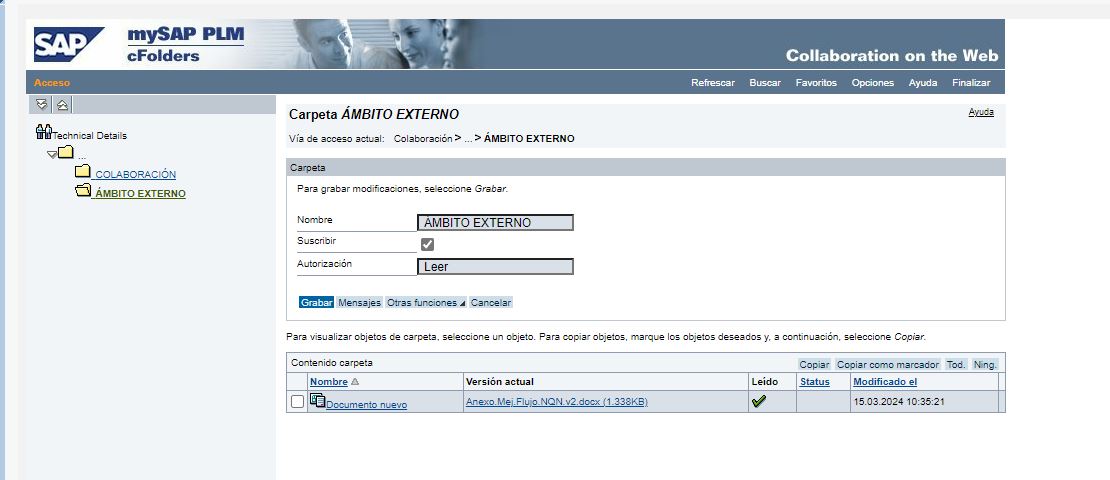 SAP
mySAP PLM
cFolders
Collaboration on the Web
Acceso
Refrescar Buscar Favoritos Opciones Ayuda Finalizar
Technical Details
...
COLABORACIÓN
ÁMBITO EXTERNO
Carpeta ÁMBITO EXTERNO
Ayuda
Vía de acceso actual: Colaboración > ... > ÁMBITO EXTERNO
Carpeta
Para grabar modificaciones, seleccione Grabar.
Nombre ÁMBITO EXTERNO
Suscribir
Autorización Leer
Grabar Mensajes Otras funciones Cancelar
Para visualizar objetos de carpeta, seleccione un objeto. Para copiar objetos, marque los objetos deseados y, a continuación, seleccione Copiar.
Contenido carpeta Copiar Copiar como marcador Tod. Ning.
Nombre Versión actual Leído Status Modificado el
Documento nuevo Anexo.Mej.Flujo.NQN.v2.docx (1.338KB) 15.03.2024 10:35:21